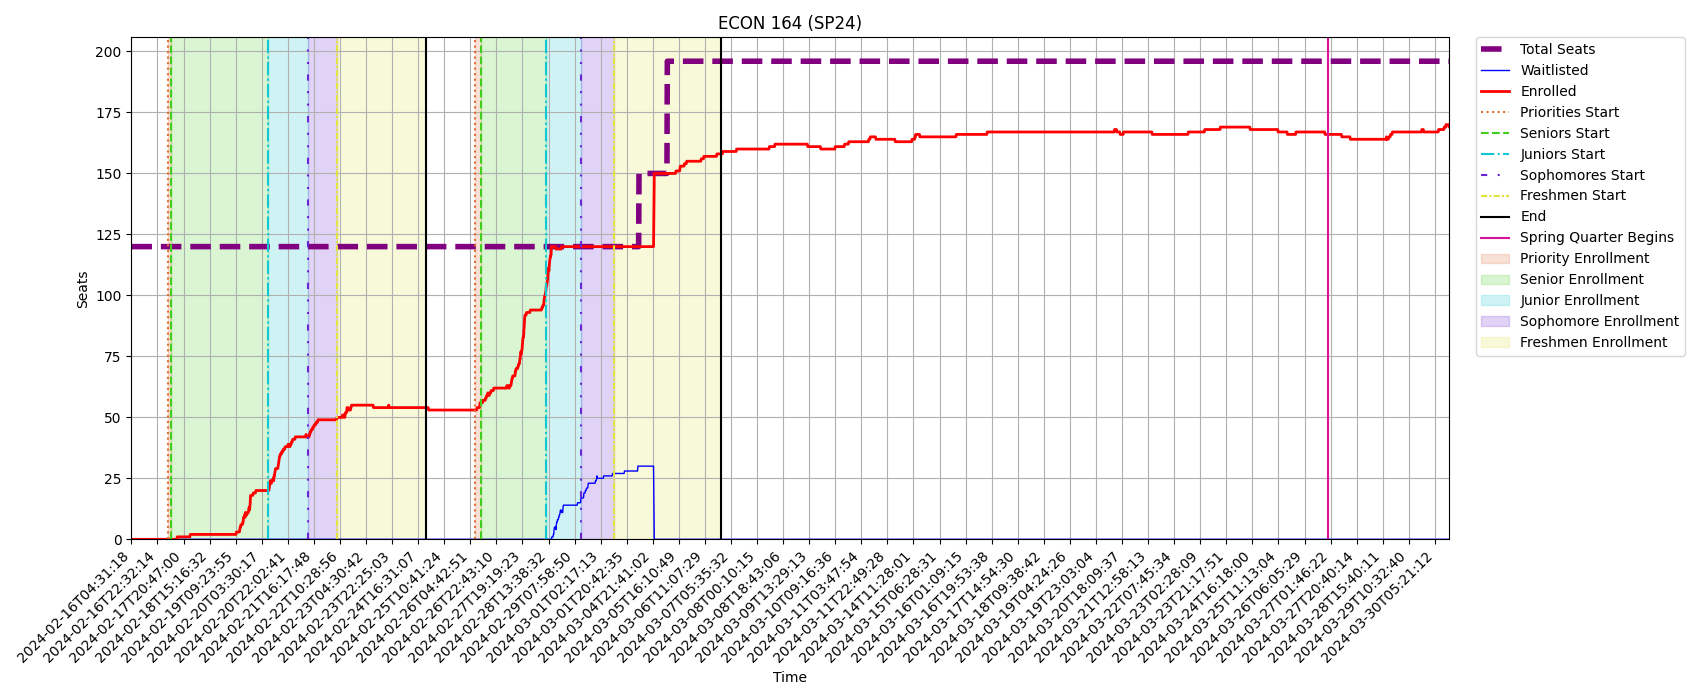 ECON 164 (SP24)
200
175
150
125
100
75
50
25
0
Seats
2024-02-16T04:31:18
2024-02-16T22:32:14
2024-02-17T20:47:00
2024-02-18T15:16:32
2024-02-19T09:23:55
2024-02-20T03:30:17
2024-02-20T22:02:41
2024-02-21T16:17:48
2024-02-22T10:28:56
2024-02-23T04:30:42
2024-02-23T22:25:03
2024-02-24T16:31:07
2024-02-25T10:41:24
2024-02-26T04:42:51
2024-02-26T22:43:10
2024-02-27T19:19:23
2024-02-28T13:38:32
2024-02-29T07:58:50
2024-03-01T02:17:13
2024-03-01T20:42:35
2024-03-04T21:41:02
2024-03-05T16:10:49
2024-03-06T11:07:29
2024-03-07T05:35:32
2024-03-08T00:10:15
2024-03-08T18:43:06
2024-03-09T13:29:13
2024-03-10T09:16:36
2024-03-11T03:47:54
2024-03-11T22:49:28
2024-03-14T11:28:01
2024-03-15T06:28:31
2024-03-16T01:09:15
2024-03-16T19:53:38
2024-03-17T14:54:30
2024-03-18T09:38:42
2024-03-19T04:24:26
2024-03-19T23:03:04
2024-03-20T18:09:37
2024-03-21T12:58:13
2024-03-22T07:45:34
2024-03-23T02:28:09
2024-03-23T21:17:51
2024-03-24T16:18:00
2024-03-25T11:13:04
2024-03-26T06:05:29
2024-03-27T01:46:22
2024-03-27T20:40:14
2024-03-28T15:40:11
2024-03-29T10:32:40
2024-03-30T05:21:12
Time
Total Seats
Waitlisted
Enrolled
Priorities Start
Seniors Start
Juniors Start
Sophomores Start
Freshmen Start
End
Spring Quarter Begins
Priority Enrollment
Senior Enrollment
Junior Enrollment
Sophomore Enrollment
Freshmen Enrollment